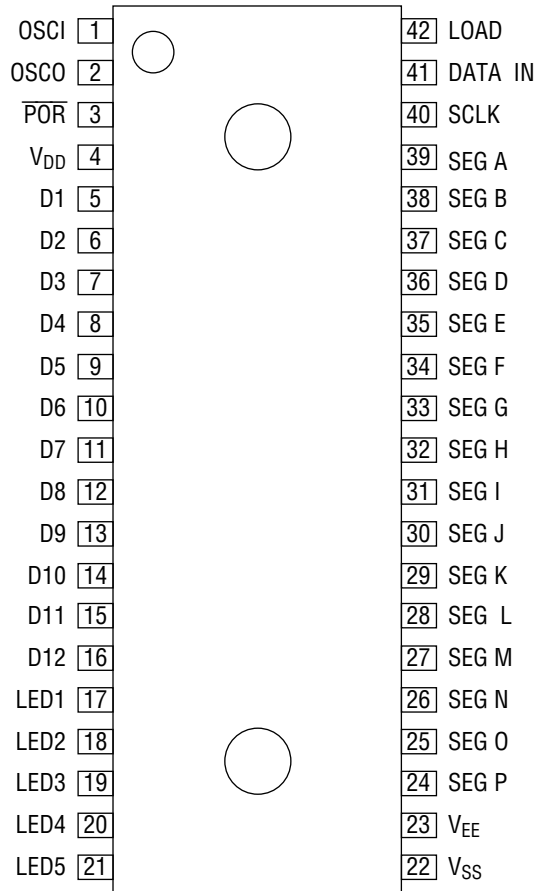 OSCI 1 42 LOAD
OSCO 2 41 DATA IN
P̅O̅R̅ 3 40 SCLK
VDD 4 39 SEG A
D1 5 38 SEG B
D2 6 37 SEG C
D3 7 36 SEG D
D4 8 35 SEG E
D5 9 34 SEG F
D6 10 33 SEG G
D7 11 32 SEG H
D8 12 31 SEG I
D9 13 30 SEG J
D10 14 29 SEG K
D11 15 28 SEG L
D12 16 27 SEG M
LED1 17 26 SEG N
LED2 18 25 SEG O
LED3 19 24 SEG P
LED4 20 23 VEE
LED5 21 22 VSS